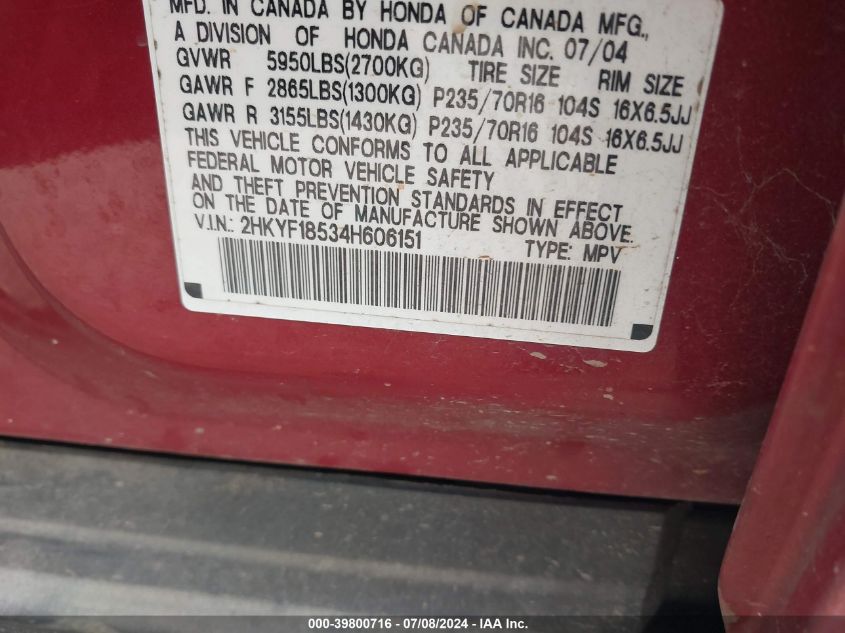 MFD. IN CANADA BY HONDA OF CANADA MFG.,
A DIVISION OF HONDA CANADA INC. 07/04
GVWR 5950LBS(2700KG) TIRE SIZE RIM SIZE
GAWR F 2865LBS(1300KG) P235/70R16 104S 16X6.5JJ
GAWR R 3155LBS(1430KG) P235/70R16 104S 16X6.5JJ
THIS VEHICLE CONFORMS TO ALL APPLICABLE
FEDERAL MOTOR VEHICLE SAFETY
AND THEFT PREVENTION STANDARDS IN EFFECT
ON THE DATE OF MANUFACTURE SHOWN ABOVE.
V.I.N.: 2HKYF18534H606151 TYPE: MPV
000-39800716 - 07/08/2024 - IAA Inc.